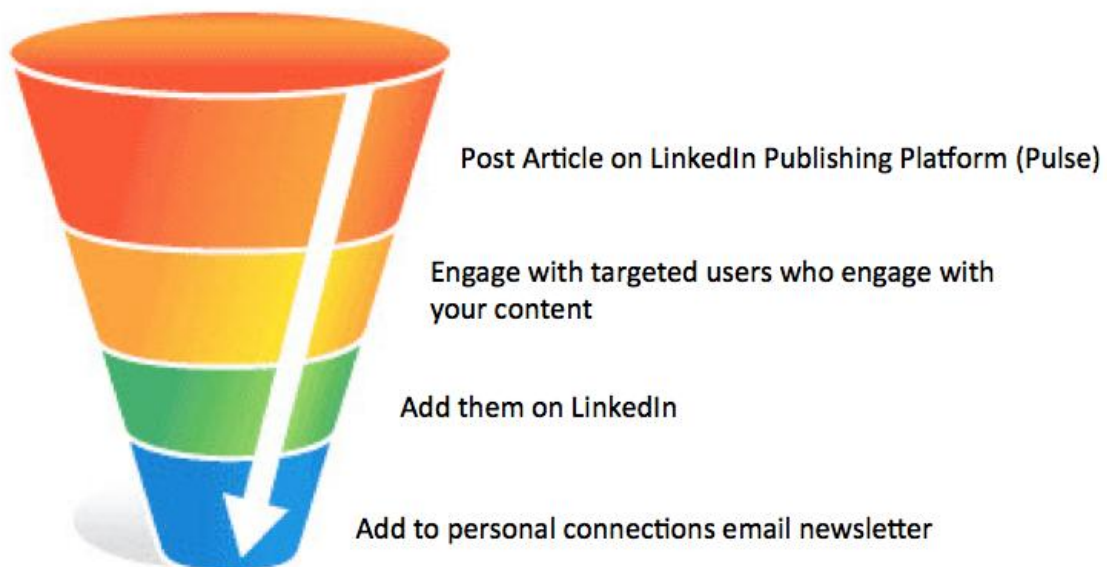 Post Article on LinkedIn Publishing Platform (Pulse)
Engage with targeted users who engage with
your content
Add them on LinkedIn
Add to personal connections email newsletter